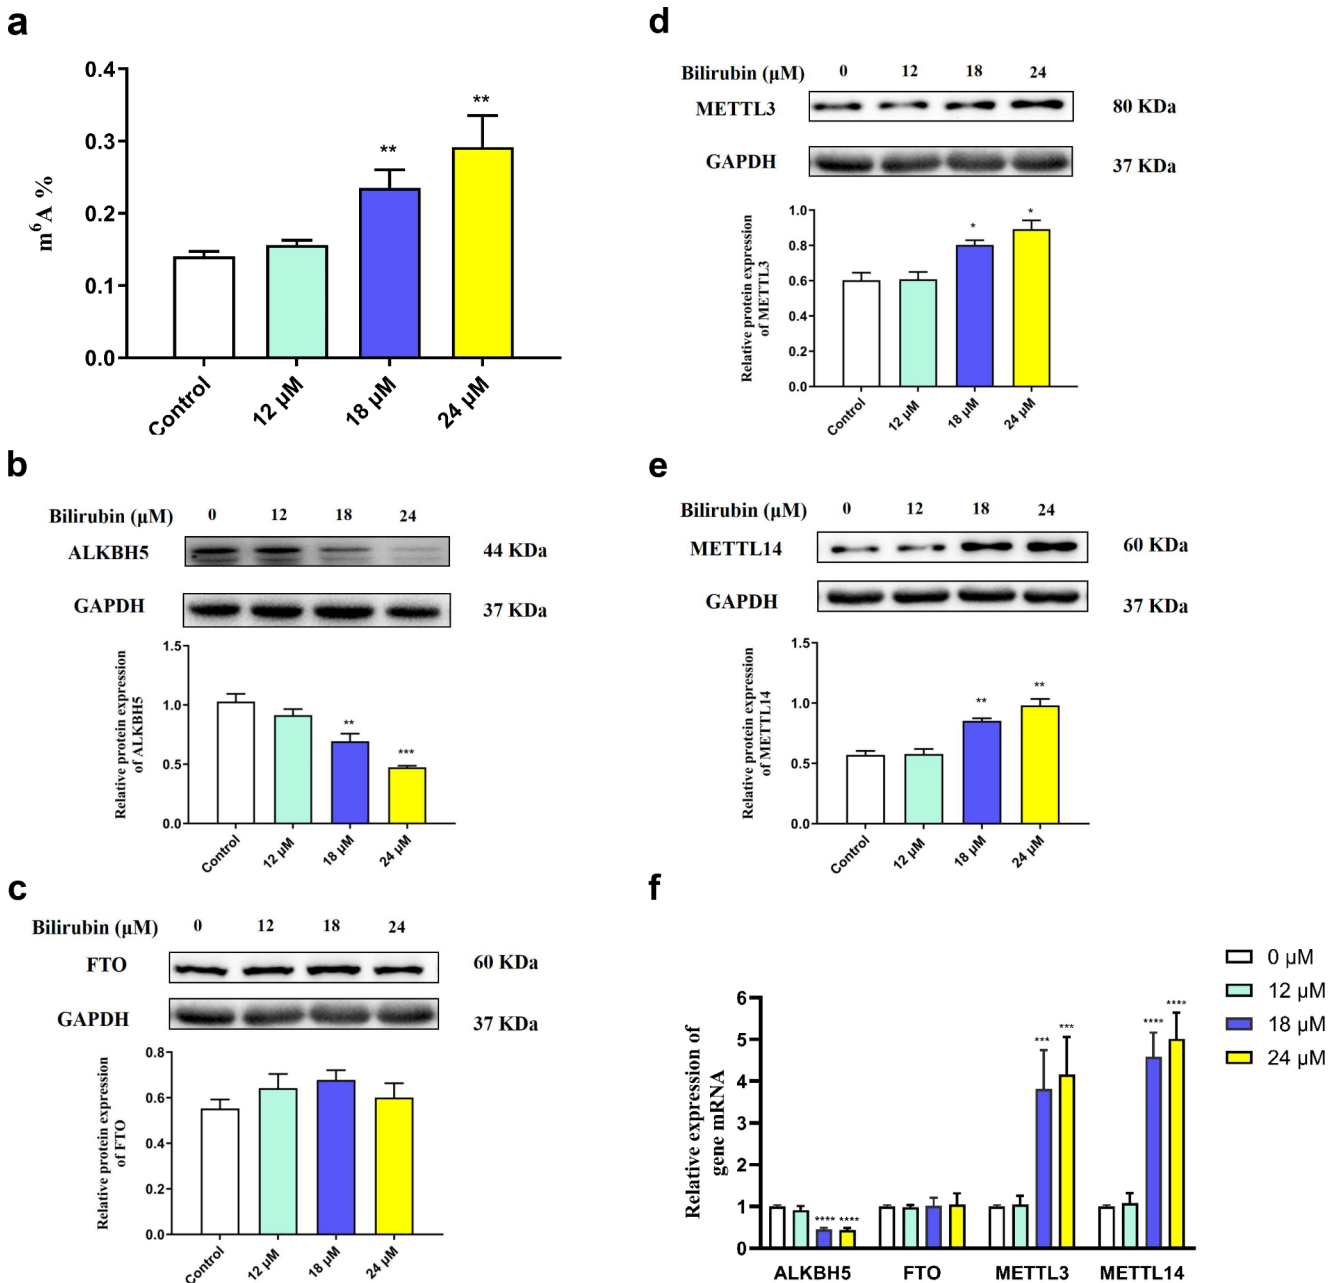 a
0.4
0.3
0.2
0.1
0.0
m6A %
**
**
Control
12 μM
18 μM
24 μM
b
Bilirubin (μM) 0 12 18 24
ALKBH5 44 KDa
GAPDH 37 KDa
Relative protein expression
of ALKBH5
1.5
1.0
0.5
0.0
**
***
Control
12 μM
18 μM
24 μM
c
Bilirubin (μM) 0 12 18 24
FTO 60 KDa
GAPDH 37 KDa
Relative protein expression
of FTO
0.8
0.6
0.4
0.2
0.0
Control
12 μM
18 μM
24 μM
d
Bilirubin (μM) 0 12 18 24
METTL3 80 KDa
GAPDH 37 KDa
Relative protein expression
of METTL3
1.0
0.8
0.6
0.4
0.2
0.0
*
*
Control
12 μM
18 μM
24 μM
e
Bilirubin (μM) 0 12 18 24
METTL14 60 KDa
GAPDH 37 KDa
Relative protein expression
of METTL14
1.5
1.0
0.5
0.0
**
**
Control
12 μM
18 μM
24 μM
f
0 μM
12 μM
18 μM
24 μM
Relative expression of
gene mRNA
6
5
4
3
2
1
0
**** ****
*** ***
**** ****
ALKBH5 FTO METTL3 METTL14